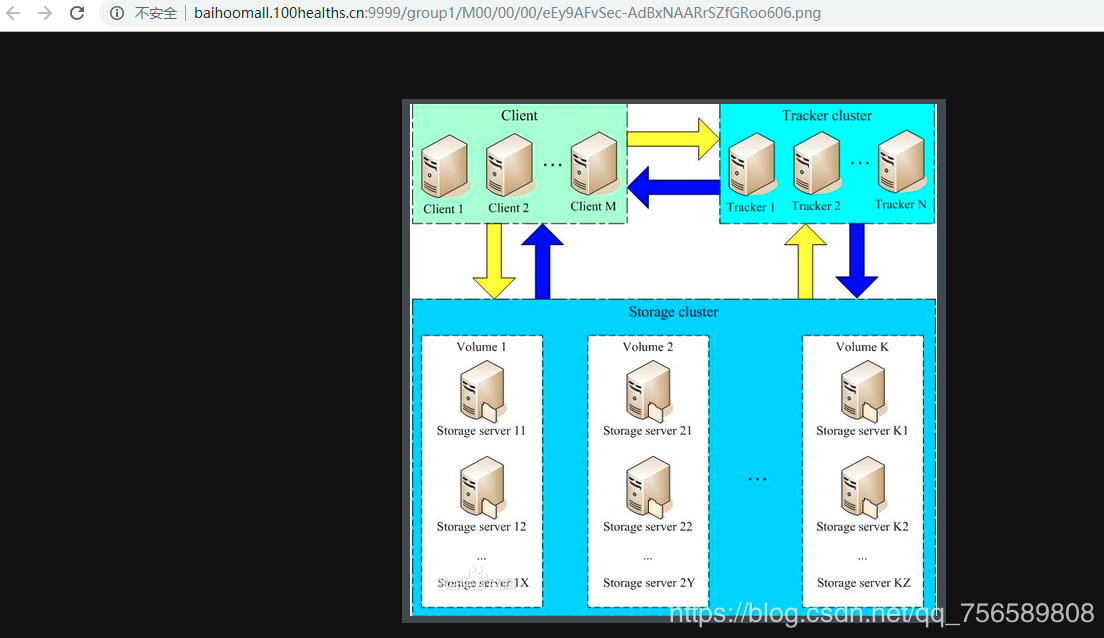 不安全 baihoomall.100healths.cn:9999/group1/M00/00/00/eEy9AFvSec-AdBxNAARrSZfGRoo606.png
Client
Tracker cluster
...
...
Client 1
Client 2
Client M
Tracker 1
Tracker 2
Tracker N
Storage cluster
Volume 1
Volume 2
Volume K
Storage server 11
Storage server 21
Storage server K1
...
Storage server 12
Storage server 22
Storage server K2
...
...
...
Storage server 1X
Storage server 2Y
Storage server KZ
https://blog.csdn.net/qq_756589808